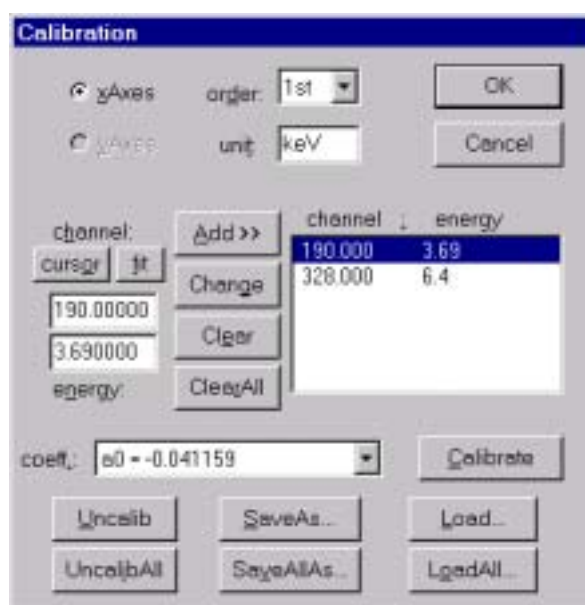 Calibration
xAxes order: 1st OK
yAxes unit: keV Cancel
channel: Add >> channel energy
cursor fit 190.000 3.69
Change 328.000 6.4
190.00000
Clear
3.690000
energy: ClearAll
coeff.: a0 = -0.041159 Calibrate
Uncalib SaveAs... Load...
UncalibAll SaveAllAs... LoadAll...